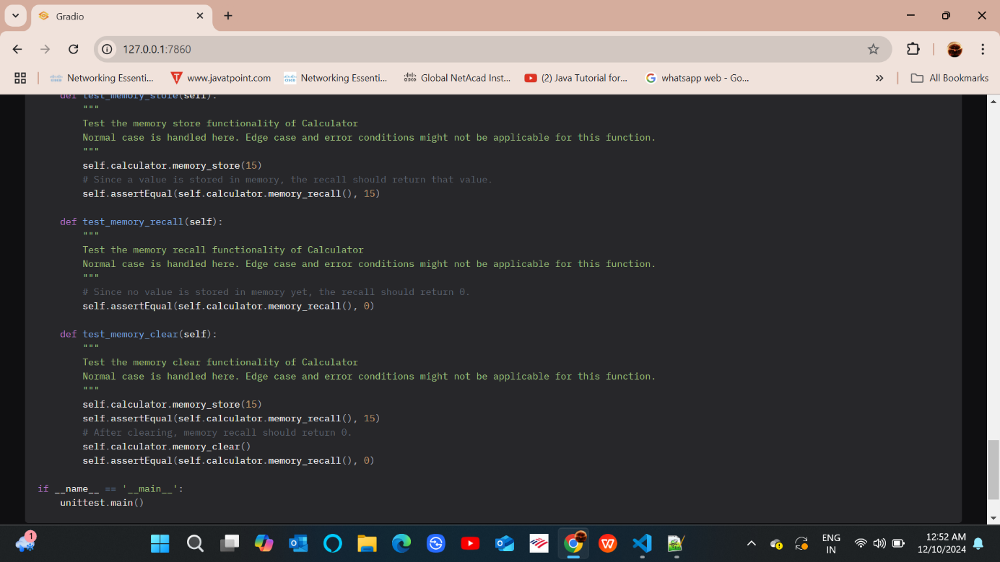 Gradio
127.0.0.1:7860
Networking Essenti...
www.javatpoint.com
Networking Essenti...
Global NetAcad Inst...
(2) Java Tutorial for...
whatsapp web - Go...
»
All Bookmarks
def test_memory_store(self):
"""
Test the memory store functionality of Calculator
Normal case is handled here. Edge case and error conditions might not be applicable for this function.
"""
self.calculator.memory_store(15)
# Since a value is stored in memory, the recall should return that value.
self.assertEqual(self.calculator.memory_recall(), 15)
def test_memory_recall(self):
"""
Test the memory recall functionality of Calculator
Normal case is handled here. Edge case and error conditions might not be applicable for this function.
"""
# Since no value is stored in memory yet, the recall should return 0.
self.assertEqual(self.calculator.memory_recall(), 0)
def test_memory_clear(self):
"""
Test the memory clear functionality of Calculator
Normal case is handled here. Edge case and error conditions might not be applicable for this function.
"""
self.calculator.memory_store(15)
self.assertEqual(self.calculator.memory_recall(), 15)
# After clearing, memory recall should return 0.
self.calculator.memory_clear()
self.assertEqual(self.calculator.memory_recall(), 0)
if __name__ == '__main__':
unittest.main()
1
ENG
IN
12:52 AM
12/10/2024